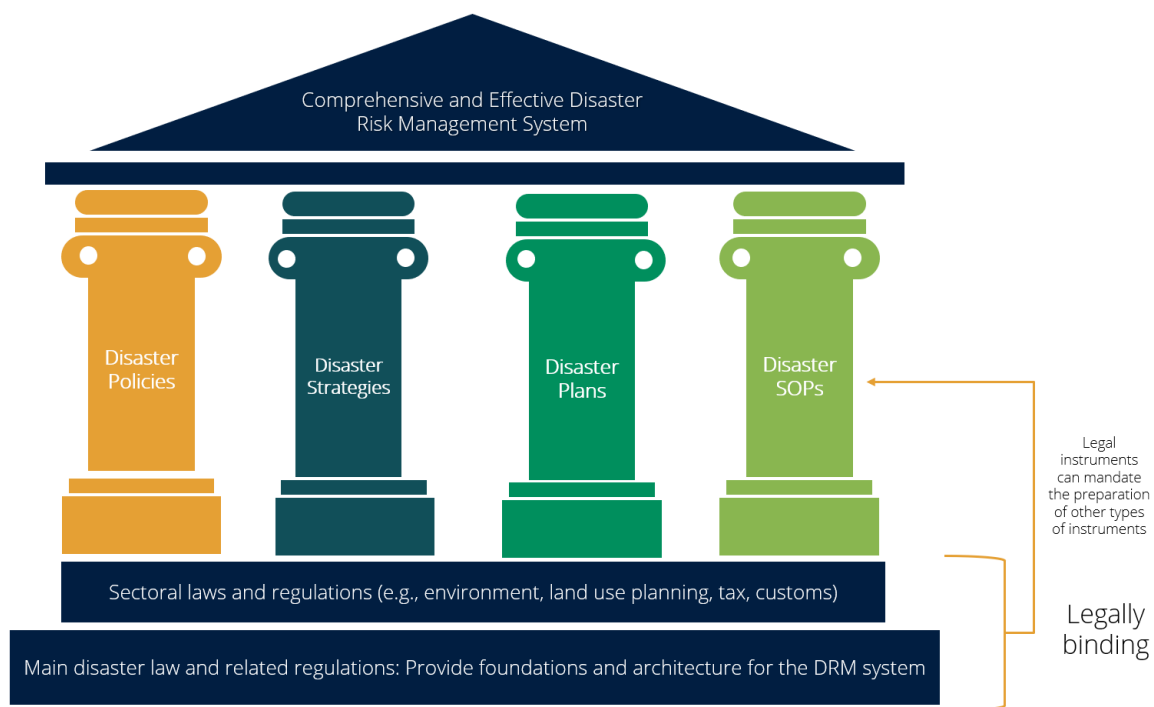 Comprehensive and Effective Disaster
Risk Management System
Disaster
Policies
Disaster
Strategies
Disaster
Plans
Disaster
SOPs
Legal
instruments
can mandate
the preparation
of other types
of instruments
Sectoral laws and regulations (e.g., environment, land use planning, tax, customs)
Legally
binding
Main disaster law and related regulations: Provide foundations and architecture for the DRM system